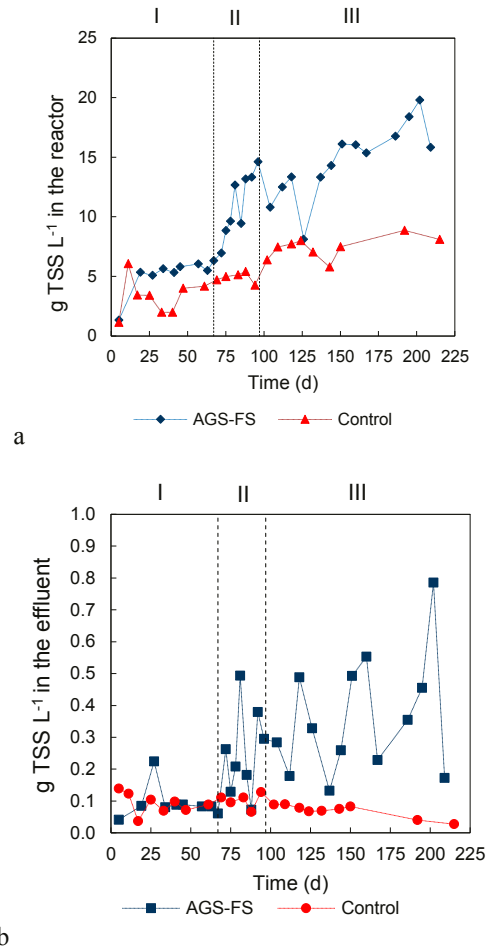 I II III
g TSS L-1 in the reactor
25
20
15
10
5
0
0 25 50 75 100 125 150 175 200 225
Time (d)
AGS-FS Control
a
I II III
g TSS L-1 in the effluent
1.0
0.9
0.8
0.7
0.6
0.5
0.4
0.3
0.2
0.1
0.0
0 25 50 75 100 125 150 175 200 225
Time (d)
AGS-FS Control
b